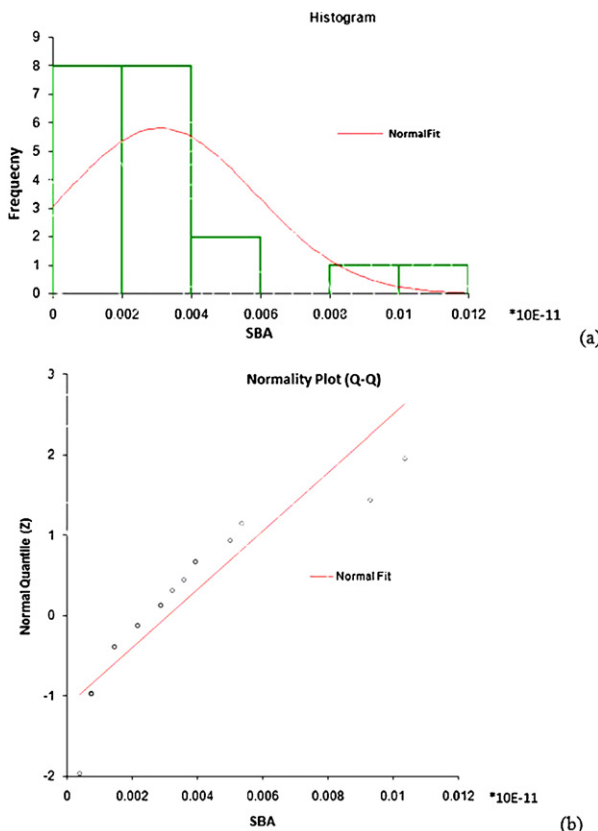 Histogram
9
8
7
6
5
4
3
2
1
0
Frequecny
NormalFit
0 0.002 0.004 0.006 0.008 0.01 0.012 *10E-11
SBA
(a)
Normality Plot (Q-Q)
3
2
1
0
-1
-2
Normal Quantile (Z)
Normal Fit
0 0.002 0.004 0.006 0.008 0.01 0.012 *10E-11
SBA
(b)